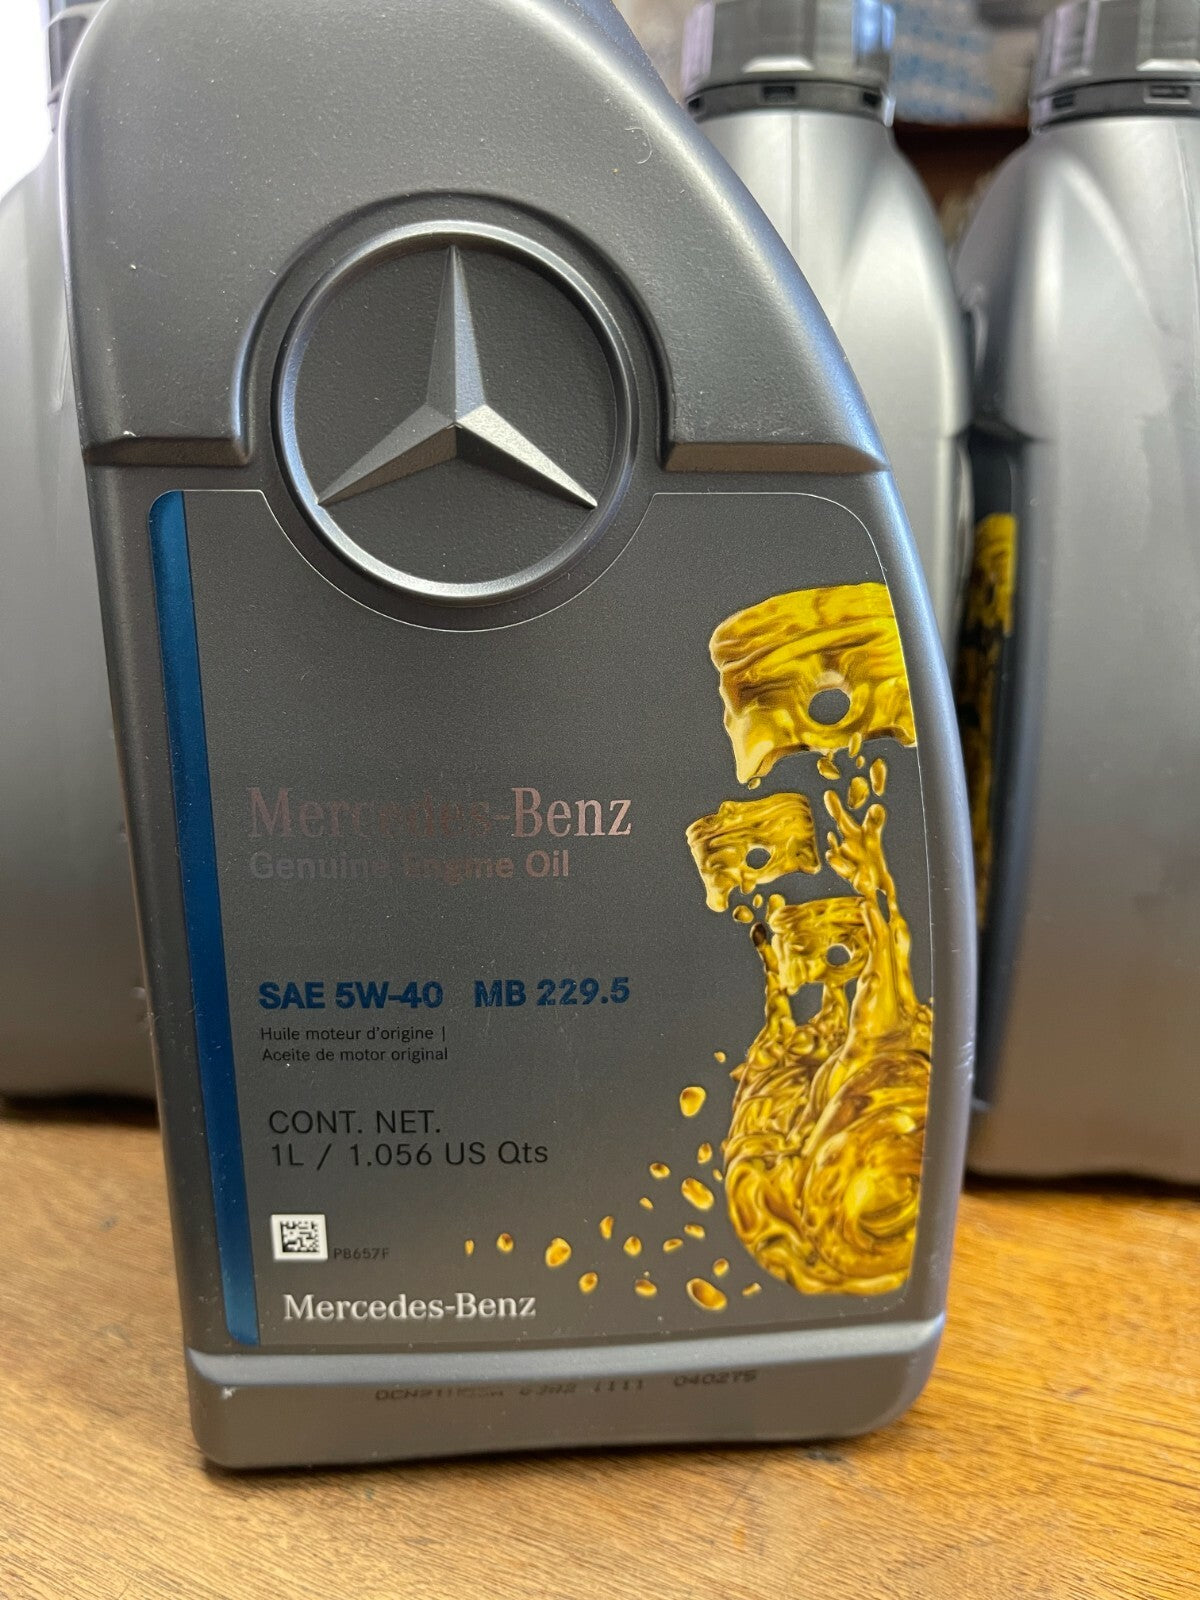 Mercedes-Benz
Genuine Engine Oil
SAE 5W-40 MB 229.5
Huile moteur d'origine |
Aceite de motor original
CONT. NET.
1L / 1.056 US Qts
PB657F
Mercedes-Benz
040275